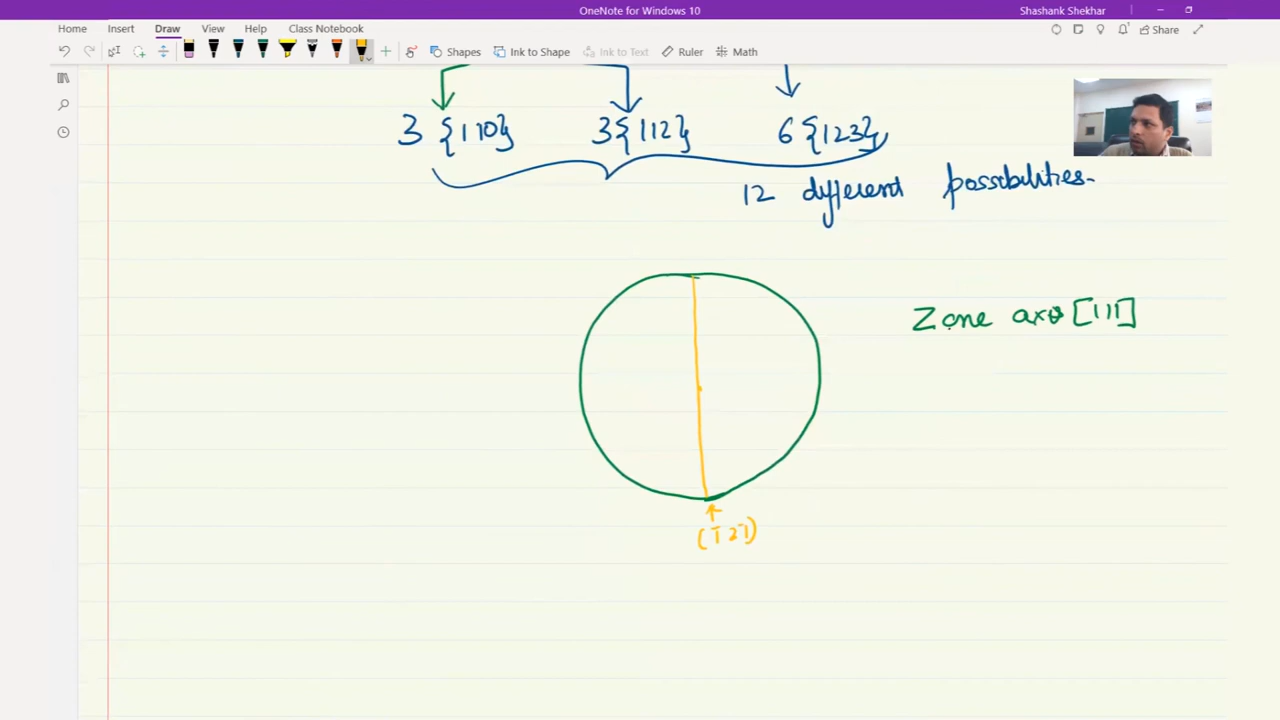 OneNote for Windows 10
Shashank Shekhar
Home Insert Draw View Help Class Notebook
Share
Shapes Ink to Shape Ink to Text Ruler Math
3 {110} 3{112} 6{123}
12 different possibilities-
Zone axis [111]
(1̅ 2 1̅)